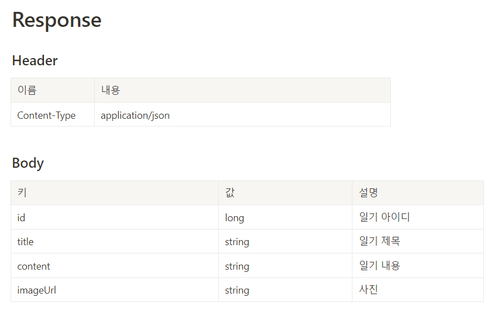 Response
Header
이름 내용
Content-Type application/json
Body
키 값 설명
id long 일기 아이디
title string 일기 제목
content string 일기 내용
imageUrl string 사진